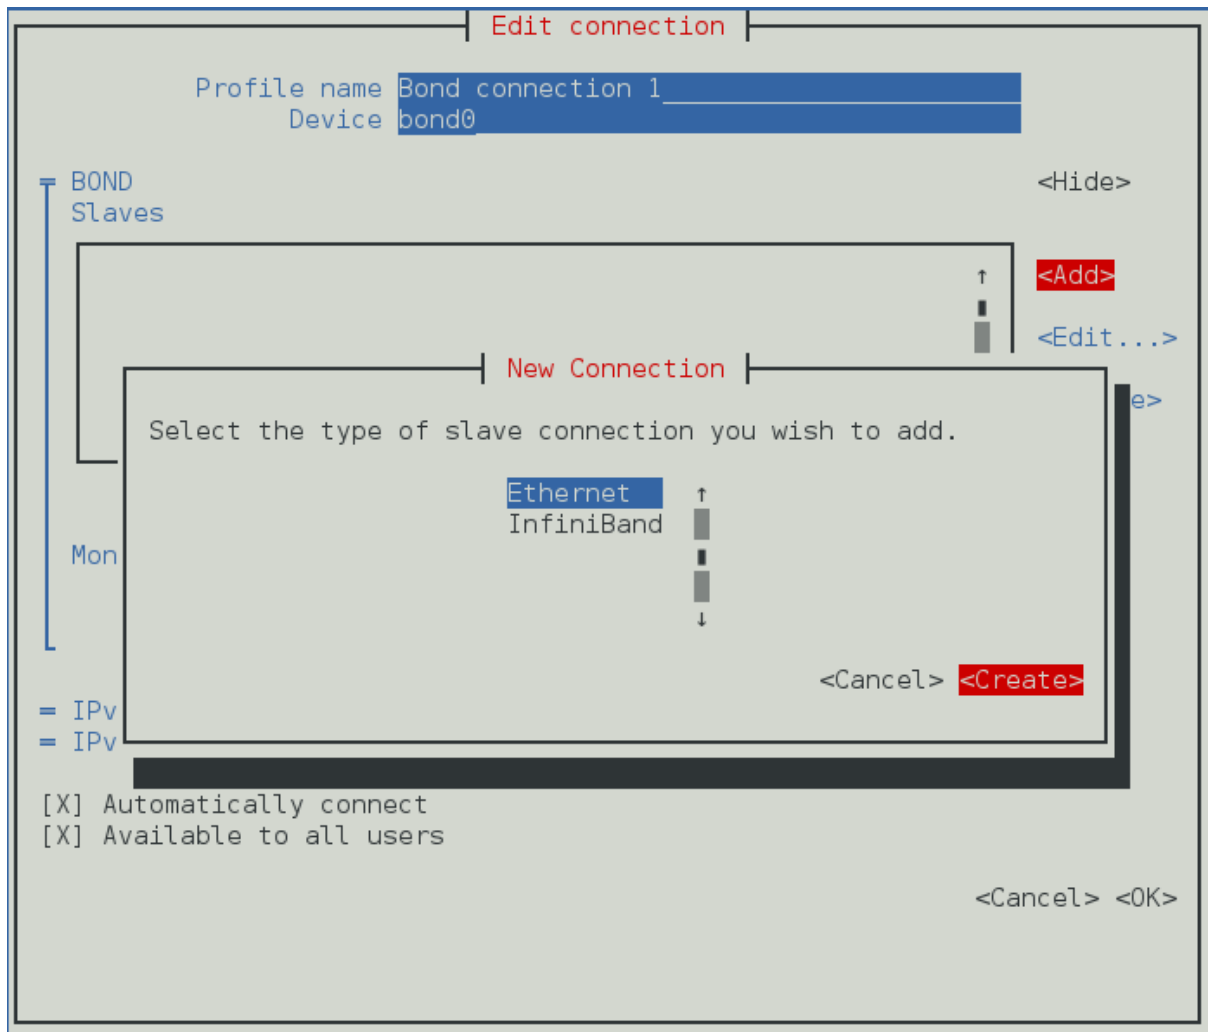 Edit connection
Profile name Bond connection 1
Device bond0
BOND <Hide>
Slaves
↑ <Add>
<Edit...>
New Connection
e>
Select the type of slave connection you wish to add.
Ethernet ↑
InfiniBand
Mon
↓
<Cancel> <Create>
= IPv
= IPv
[X] Automatically connect
[X] Available to all users
<Cancel> <OK>